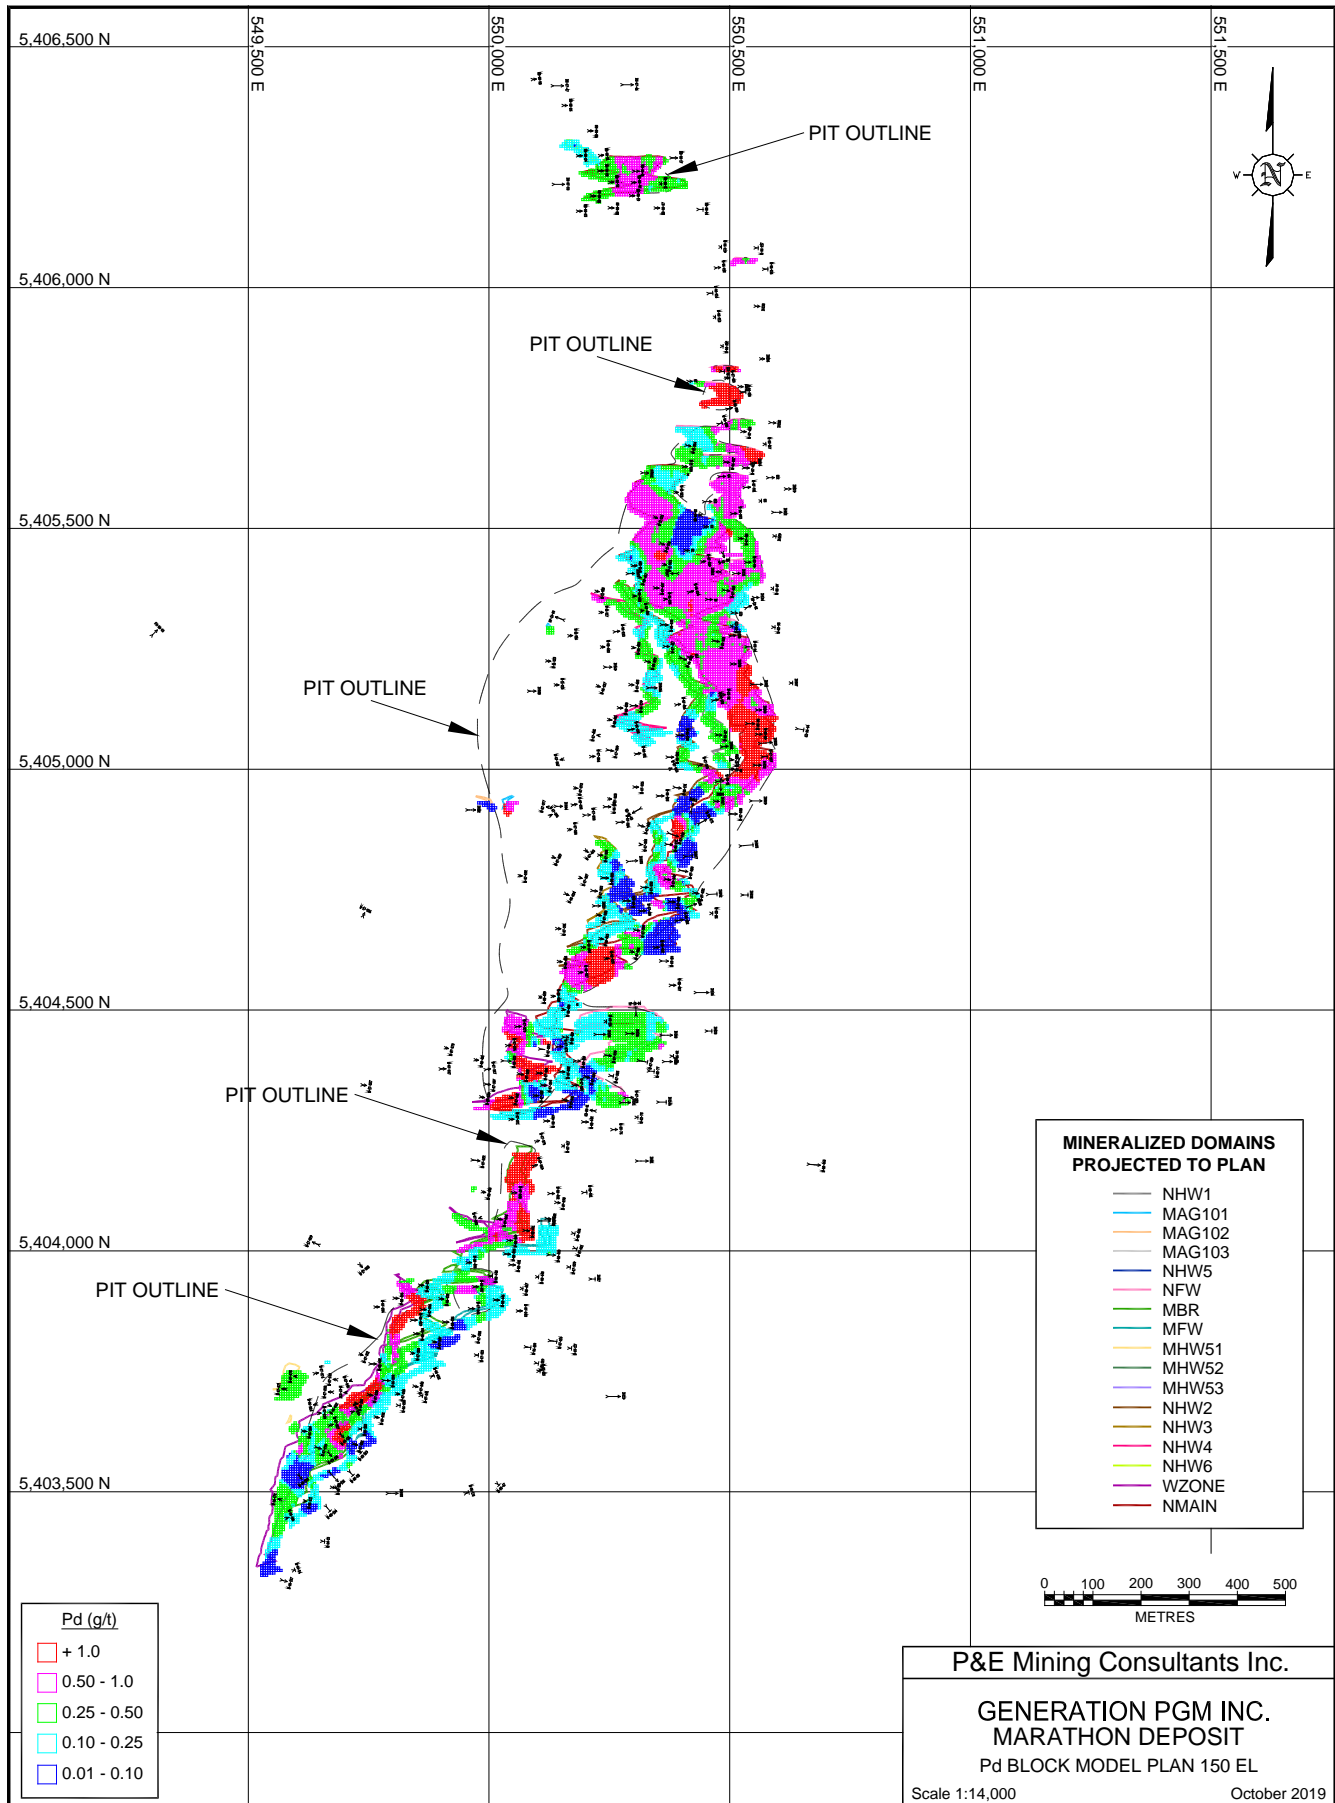 549,500 E
550,000 E
550,500 E
551,000 E
551,500 E
5,406,500 N
PIT OUTLINE
N
W
E
5,406,000 N
PIT OUTLINE
5,405,500 N
PIT OUTLINE
5,405,000 N
5,404,500 N
PIT OUTLINE
5,404,000 N
PIT OUTLINE
5,403,500 N
MINERALIZED DOMAINS
PROJECTED TO PLAN
NHW1
MAG101
MAG102
MAG103
NHW5
NFW
MBR
MFW
MHW51
MHW52
MHW53
NHW2
NHW3
NHW4
NHW6
WZONE
NMAIN
0 100 200 300 400 500
METRES
Pd (g/t)
+ 1.0
0.50 - 1.0
0.25 - 0.50
0.10 - 0.25
0.01 - 0.10
P&E Mining Consultants Inc.
GENERATION PGM INC.
MARATHON DEPOSIT
Pd BLOCK MODEL PLAN 150 EL
Scale 1:14,000 October 2019